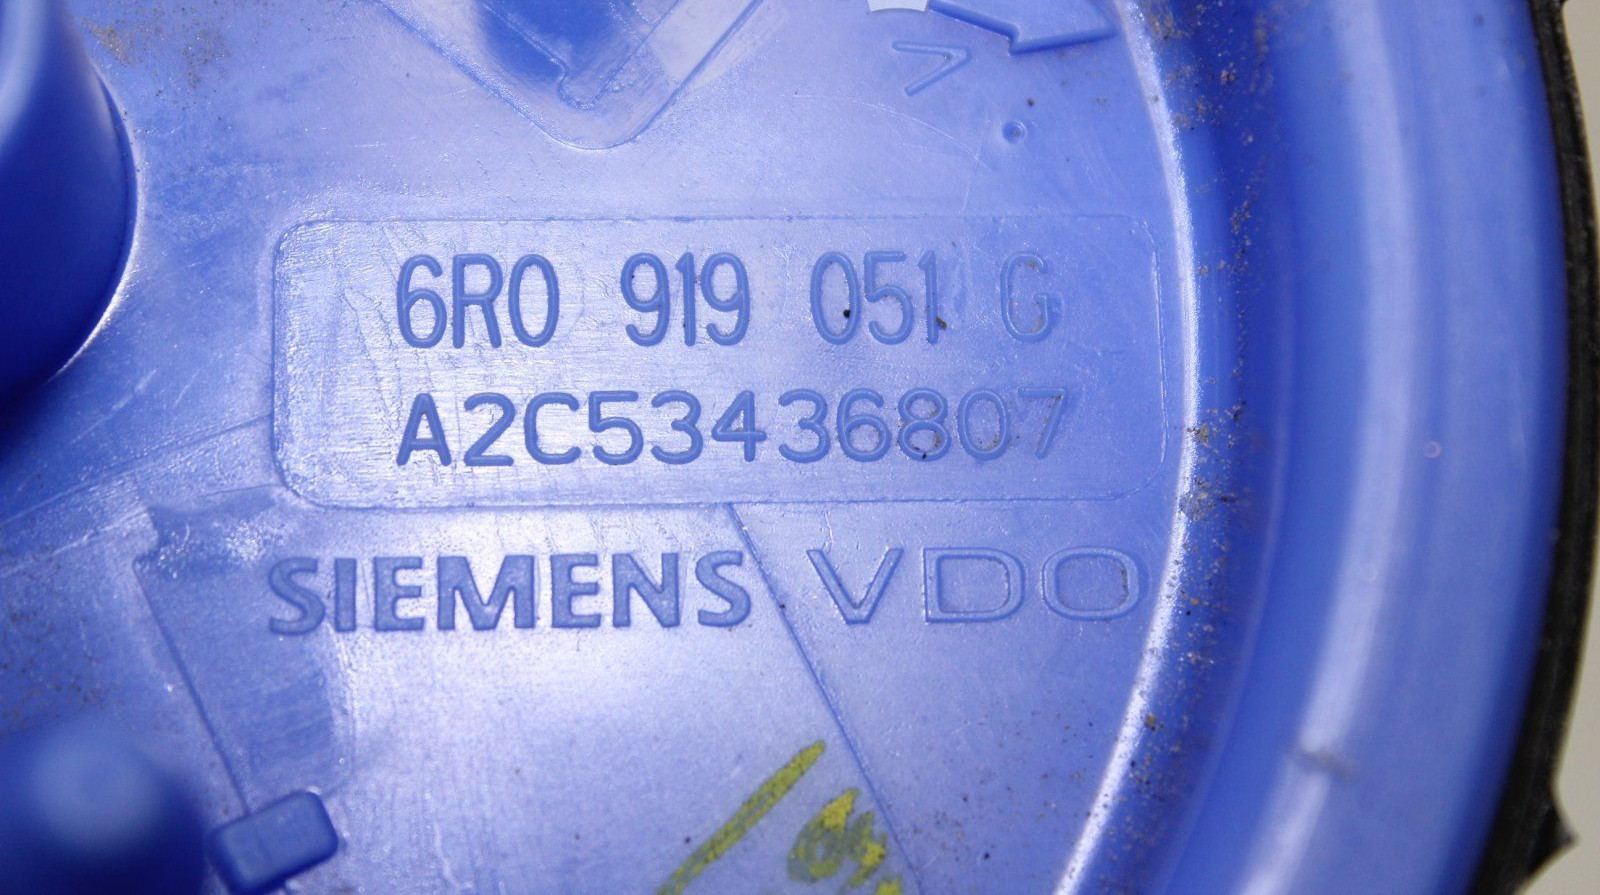 6R0 919 051 G
A2C53436807
SIEMENS VDO